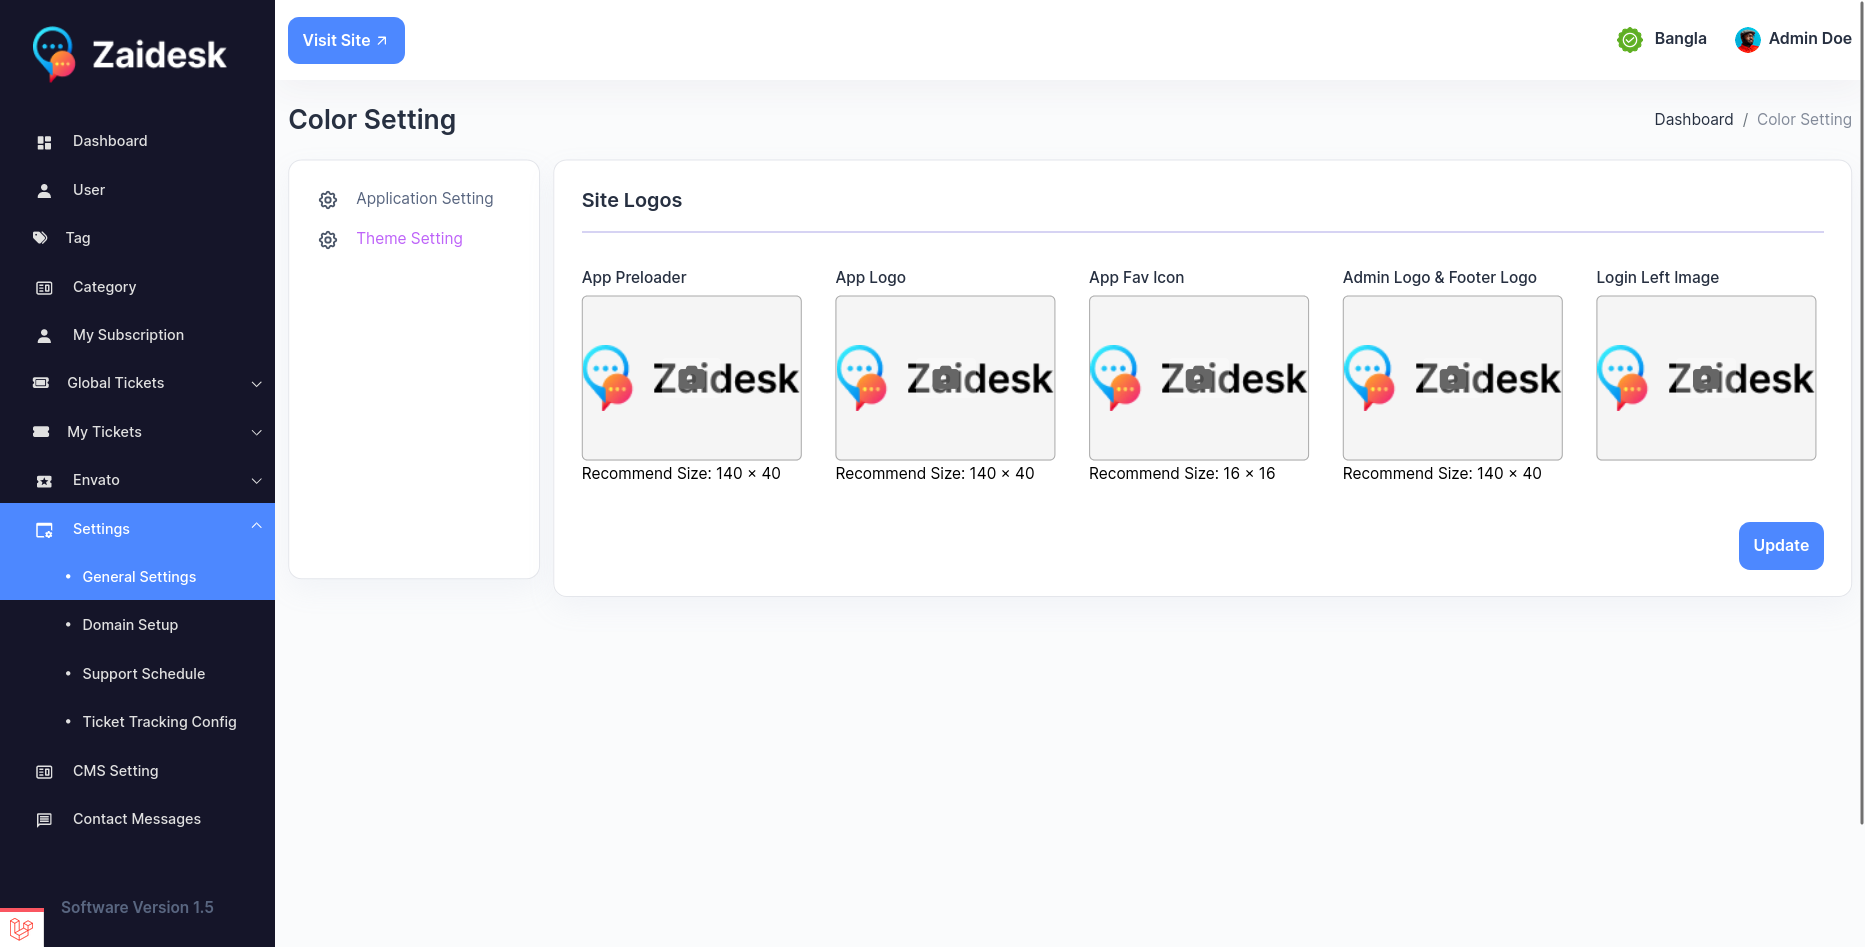 Zaidesk
Dashboard
User
Tag
Category
My Subscription
Global Tickets
My Tickets
Envato
Settings
• General Settings
• Domain Setup
• Support Schedule
• Ticket Tracking Config
CMS Setting
Contact Messages
Software Version 1.5
Visit Site
Bangla
Admin Doe
Color Setting
Dashboard / Color Setting
Application Setting
Theme Setting
Site Logos
App Preloader
Zaidesk
Recommend Size: 140 × 40
App Logo
Zaidesk
Recommend Size: 140 × 40
App Fav Icon
Zaidesk
Recommend Size: 16 × 16
Admin Logo & Footer Logo
Zaidesk
Recommend Size: 140 × 40
Login Left Image
Zaidesk
Update